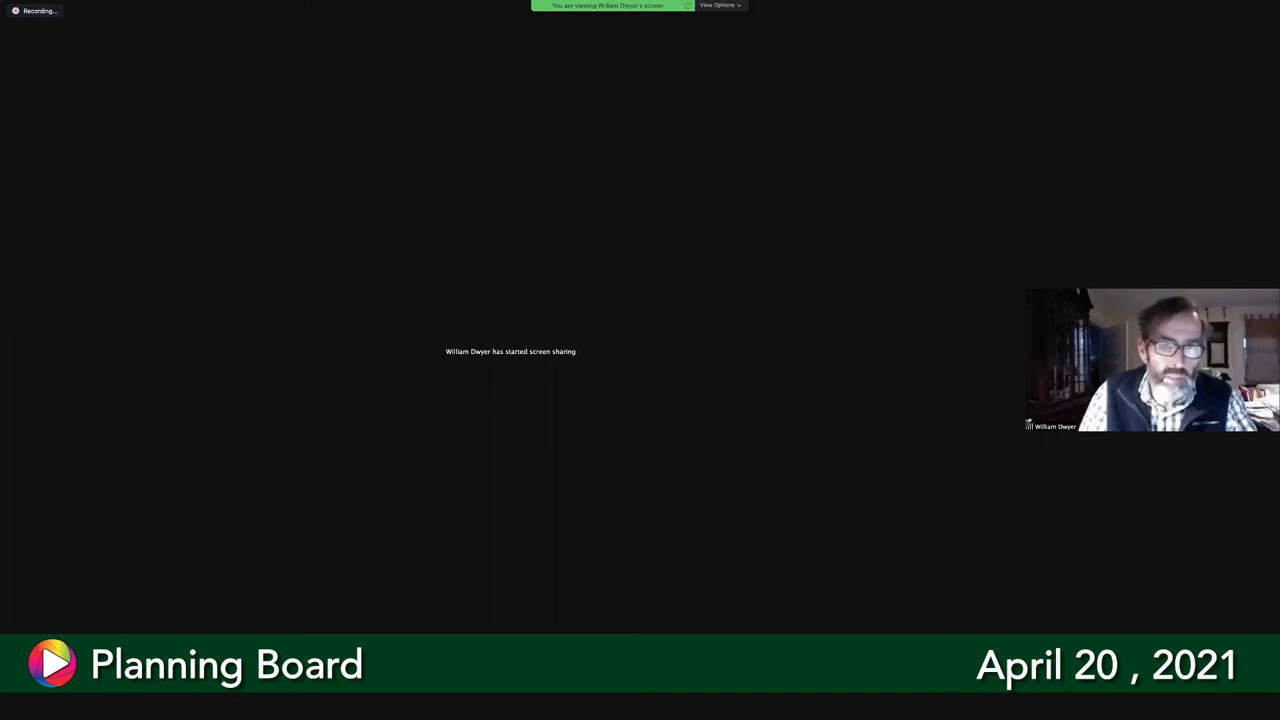 Recording...
You are viewing William Dwyer's screen
View Options
William Dwyer has started screen sharing
William Dwyer
Planning Board
April 20 , 2021